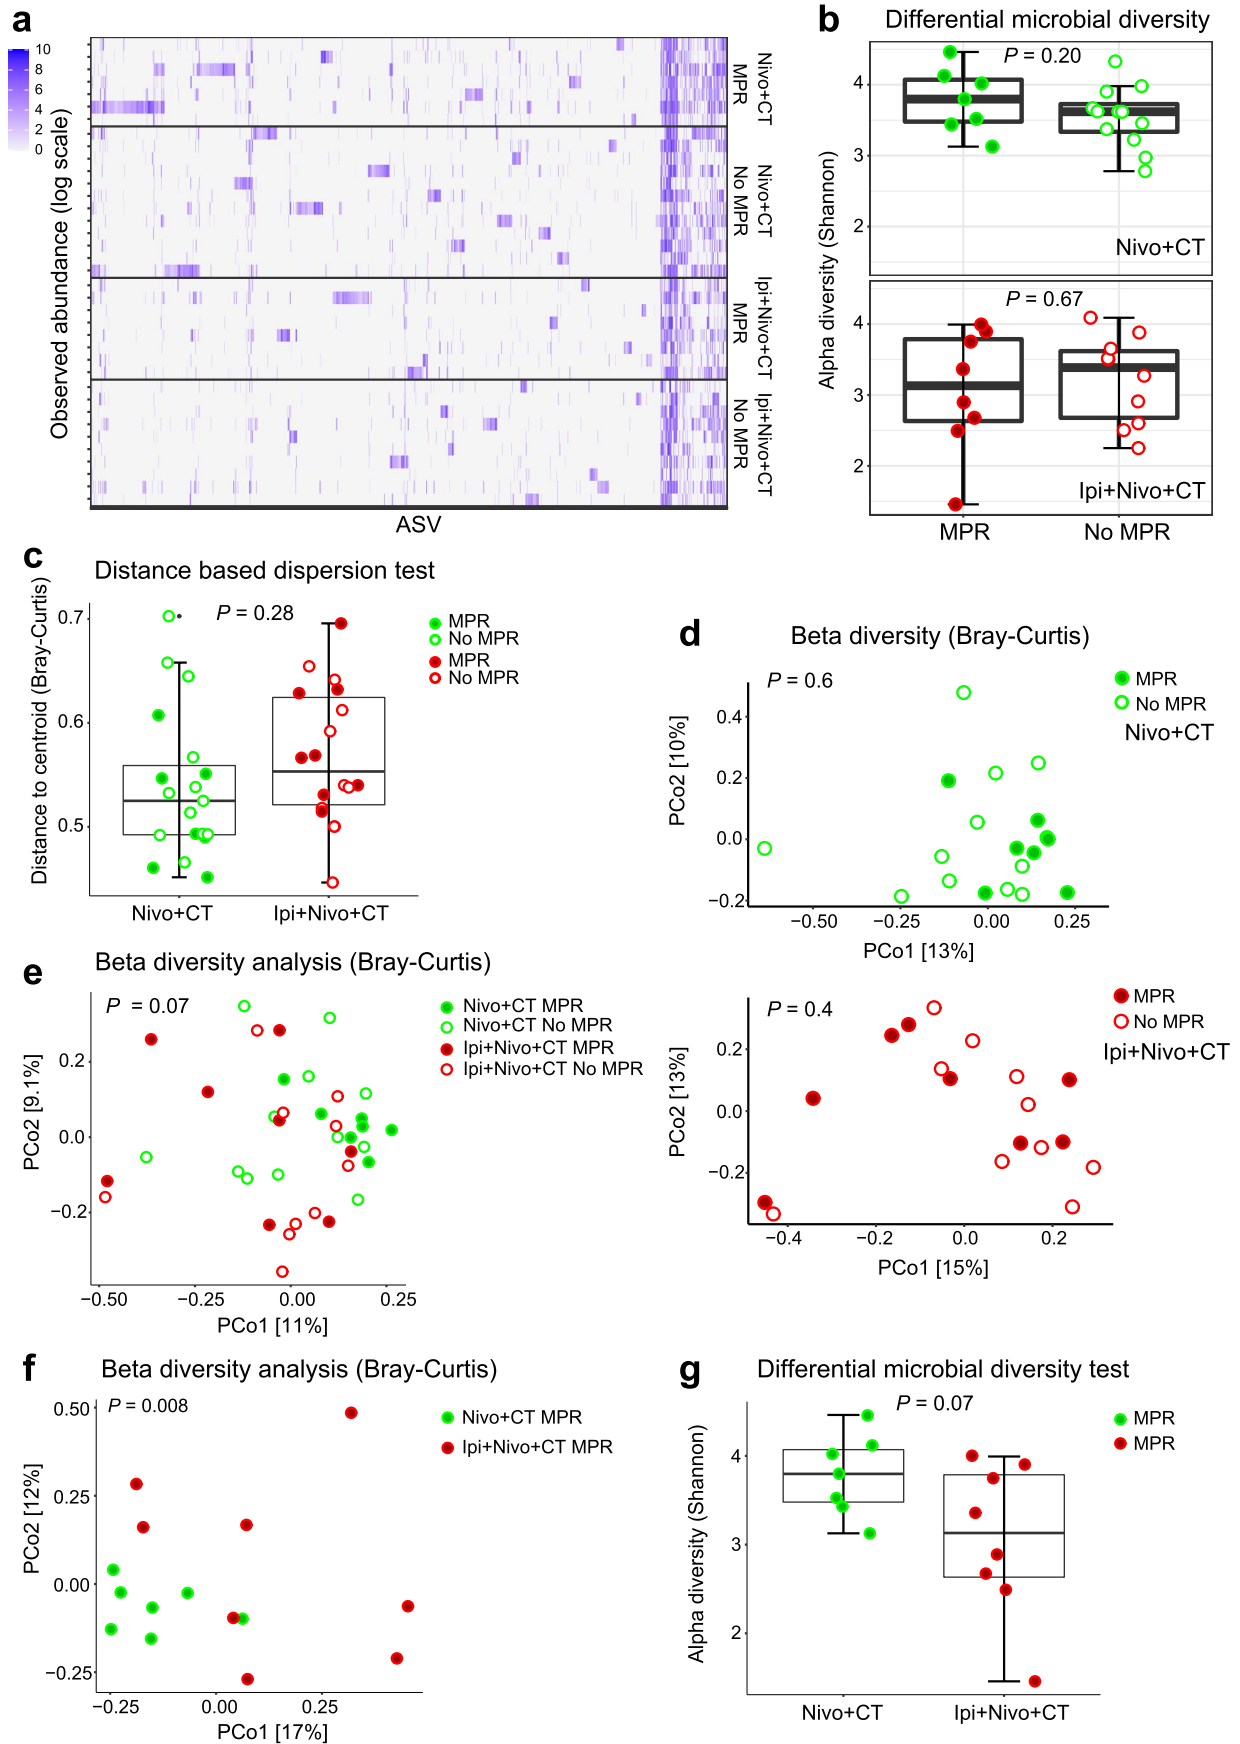 a
10
8
6
4
2
0
Observed abundance (log scale)
Nivo+CT
MPR
Nivo+CT
No MPR
Ipi+Nivo+CT
MPR
Ipi+Nivo+CT
No MPR
ASV
b
Differential microbial diversity
P = 0.20
4
3
2
Nivo+CT
Alpha diversity (Shannon)
P = 0.67
4
3
2
Ipi+Nivo+CT
MPR
No MPR
c
Distance based dispersion test
Distance to centroid (Bray-Curtis)
P = 0.28
0.7
0.6
0.5
Nivo+CT
Ipi+Nivo+CT
MPR
No MPR
MPR
No MPR
d
Beta diversity (Bray-Curtis)
P = 0.6
PCo2 [10%]
0.4
0.2
0.0
−0.2
−0.50
−0.25
0.00
0.25
PCo1 [13%]
MPR
No MPR
Nivo+CT
P = 0.4
PCo2 [13%]
0.2
0.0
−0.2
−0.4
−0.2
0.0
0.2
PCo1 [15%]
MPR
No MPR
Ipi+Nivo+CT
e
Beta diversity analysis (Bray-Curtis)
P = 0.07
PCo2 [9.1%]
0.2
0.0
−0.2
−0.50
−0.25
0.00
0.25
PCo1 [11%]
Nivo+CT MPR
Nivo+CT No MPR
Ipi+Nivo+CT MPR
Ipi+Nivo+CT No MPR
f
Beta diversity analysis (Bray-Curtis)
P = 0.008
PCo2 [12%]
0.50
0.25
0.00
−0.25
−0.25
0.00
0.25
PCo1 [17%]
Nivo+CT MPR
Ipi+Nivo+CT MPR
g
Differential microbial diversity test
P = 0.07
Alpha diversity (Shannon)
4
3
2
Nivo+CT
Ipi+Nivo+CT
MPR
MPR